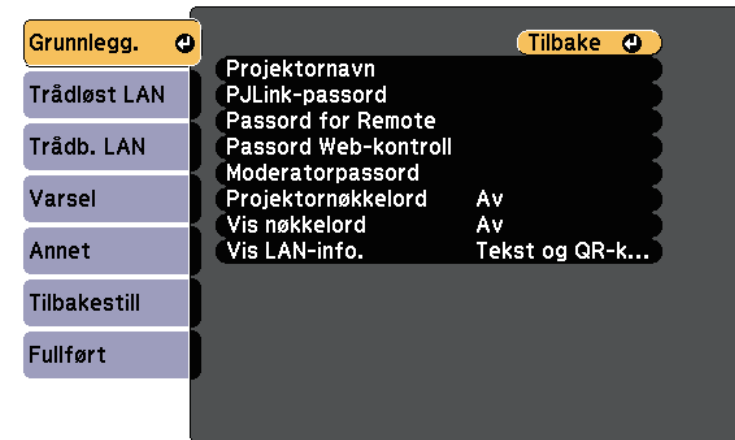 Grunnlegg.
Trådløst LAN
Trådb. LAN
Varsel
Annet
Tilbakestill
Fullført
Tilbake
Projektornavn
PJLink-passord
Passord for Remote
Passord Web-kontroll
Moderatorpassord
Projektornøkkelord Av
Vis nøkkelord Av
Vis LAN-info. Tekst og QR-k...